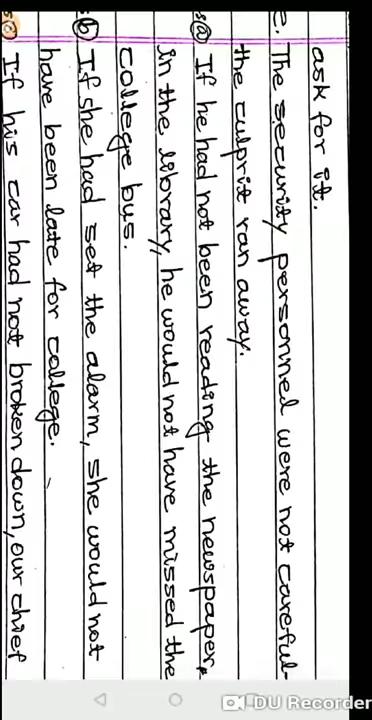 ask for it.
e. The security personnel were not careful.
the culprit ran away.
(a) If he had not been reading the newspaper
in the library, he would not have missed the
college bus.
(b) If she had set the alarm, she would not
have been late for college.
(c) If his car had not broken down, our chief
DU Recorder